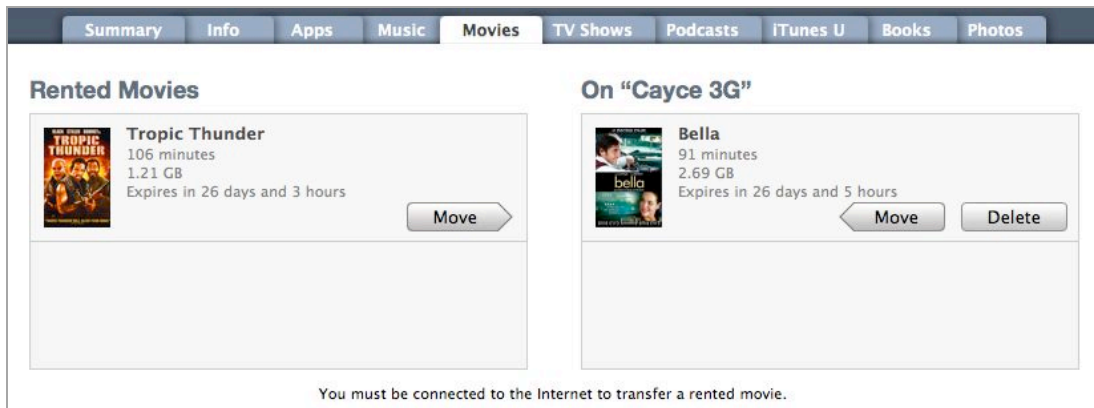 Summary Info Apps Music Movies TV Shows Podcasts iTunes U Books Photos
Rented Movies
TROPIC
THUNDER
Tropic Thunder
106 minutes
1.21 GB
Expires in 26 days and 3 hours
Move
On “Cayce 3G”
bella
Bella
91 minutes
2.69 GB
Expires in 26 days and 5 hours
Move Delete
You must be connected to the Internet to transfer a rented movie.